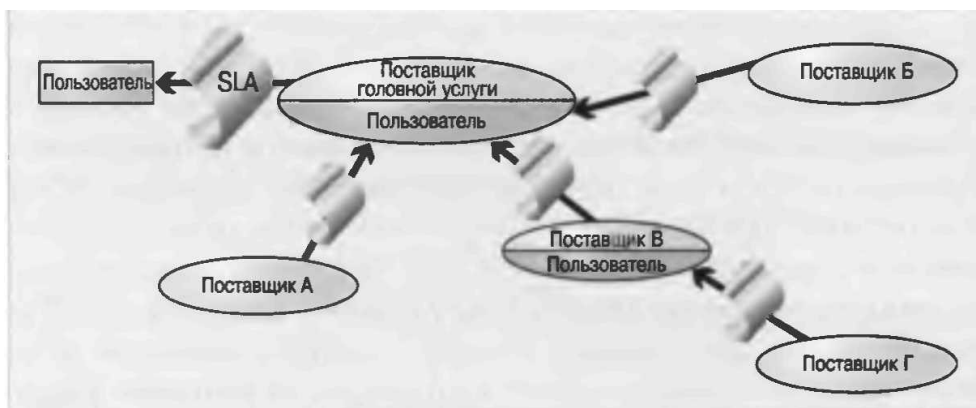 Пользователь
SLA
Поставщик
головной услуги
Пользователь
Поставщик Б
Поставщик А
Поставщик В
Пользователь
Поставщик Г